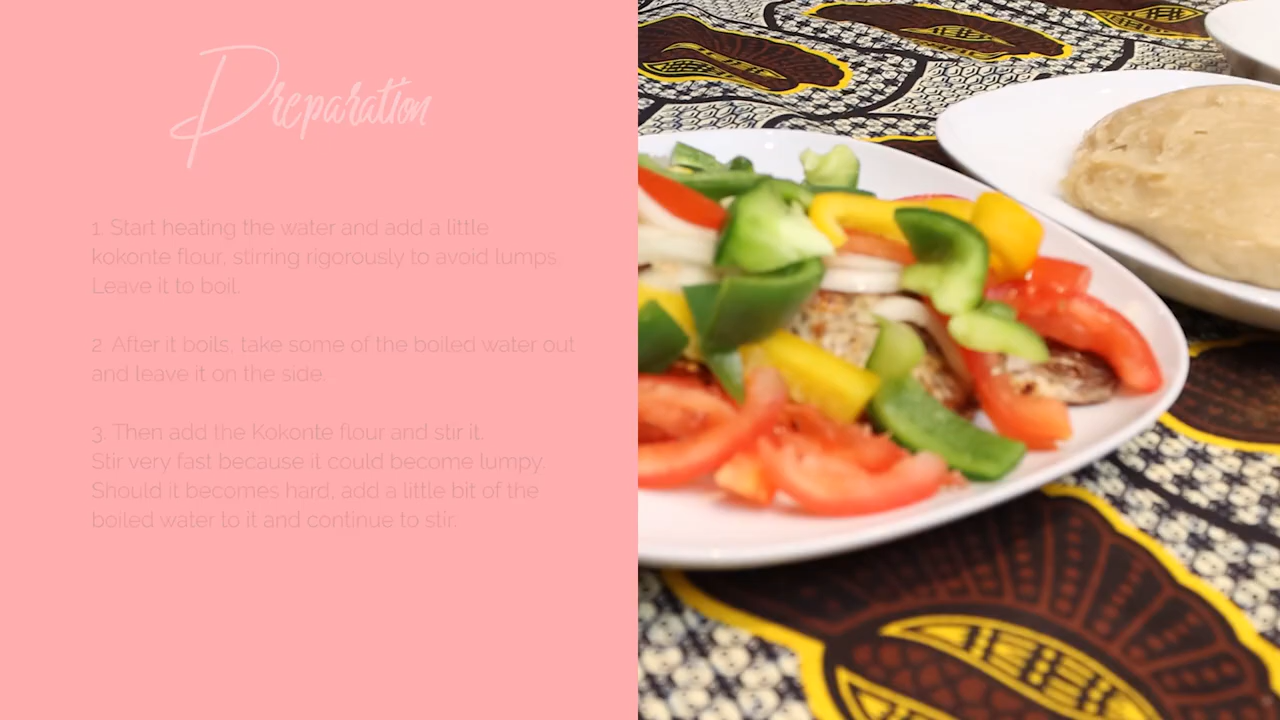 Preparation
1. Start heating the water and add a little
kokonte flour, stirring rigorously to avoid lumps.
Leave it to boil.
2. After it boils, take some of the boiled water out
and leave it on the side.
3. Then add the Kokonte flour and stir it.
Stir very fast because it could become lumpy.
Should it becomes hard, add a little bit of the
boiled water to it and continue to stir.